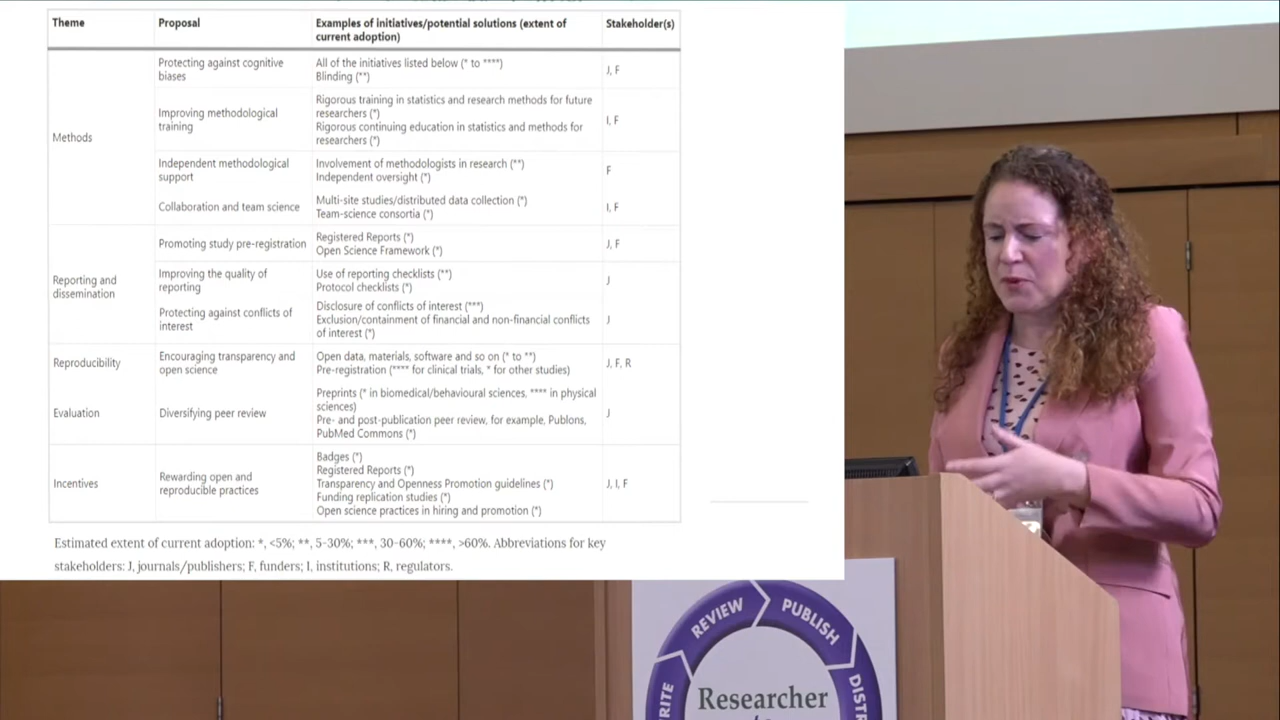 Theme Proposal Examples of initiatives/potential solutions (extent of Stakeholder(s)
current adoption)
Methods
Protecting against cognitive
biases
All of the initiatives listed below (* to ****)
Blinding (**)
J, F
Improving methodological
training
Rigorous training in statistics and research methods for future
researchers (*)
Rigorous continuing education in statistics and methods for
researchers (*)
I, F
Independent methodological
support
Involvement of methodologists in research (**)
Independent oversight (*)
F
Collaboration and team science
Multi-site studies/distributed data collection (*)
Team-science consortia (*)
I, F
Reporting and
dissemination
Promoting study pre-registration
Registered Reports (*)
Open Science Framework (*)
J, F
Improving the quality of
reporting
Use of reporting checklists (**)
Protocol checklists (*)
J
Protecting against conflicts of
interest
Disclosure of conflicts of interest (***)
Exclusion/containment of financial and non-financial conflicts
of interest (*)
J
Reproducibility
Encouraging transparency and
open science
Open data, materials, software and so on (* to **)
Pre-registration (**** for clinical trials, * for other studies)
J, F, R
Evaluation
Diversifying peer review
Preprints (* in biomedical/behavioural sciences, **** in physical
sciences)
Pre- and post-publication peer review, for example, Publons,
PubMed Commons (*)
J
Incentives
Rewarding open and
reproducible practices
Badges (*)
Registered Reports (*)
Transparency and Openness Promotion guidelines (*)
Funding replication studies (*)
Open science practices in hiring and promotion (*)
J, I, F
Estimated extent of current adoption: *, <5%; **, 5-30%; ***, 30-60%; ****, >60%. Abbreviations for key
stakeholders: J, journals/publishers; F, funders; I, institutions; R, regulators.
REVIEW
PUBLISH
Researcher